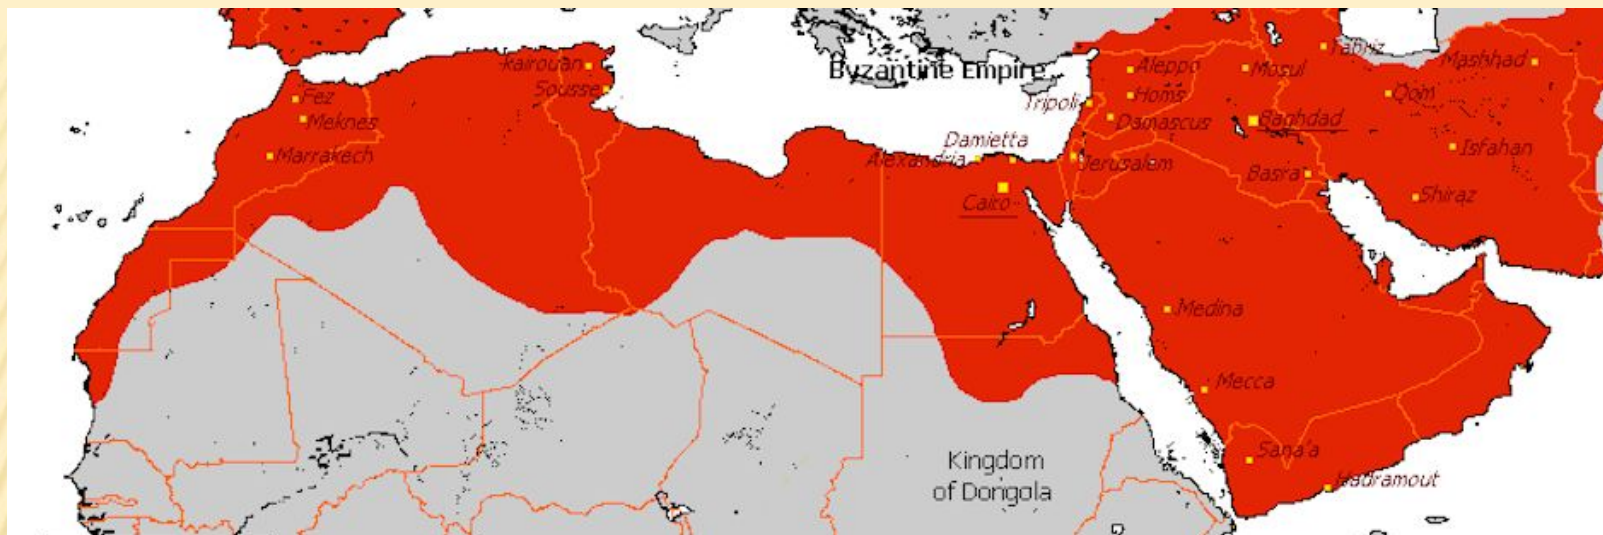 kairouan
Sousse
Fez
Meknes
Marrakech
Byzantine Empire
Tripoli
Aleppo
Homs
Damascus
Mosul
Tabriz
Mashhad
Qom
Baghdad
Isfahan
Damietta
Alexandria
Jerusalem
Basira
Shiraz
Cairo
Medina
Mecca
Sana'a
Hadramout
Kingdom
of Dongola